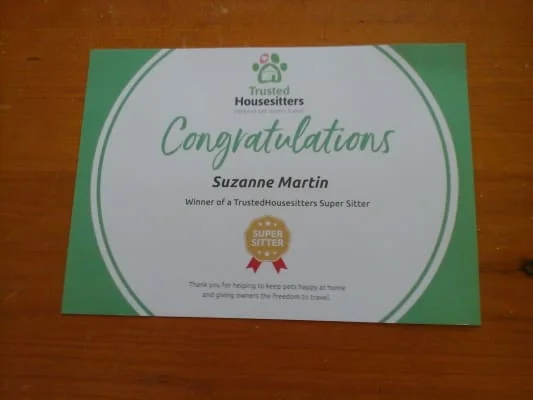 Trusted
Housesitters
Congratulations
Suzanne Martin
Winner of a TrustedHousesitters Super Sitter
SUPER
SITTER
Thank you for helping to keep pets happy at home
and giving owners the freedom to travel.